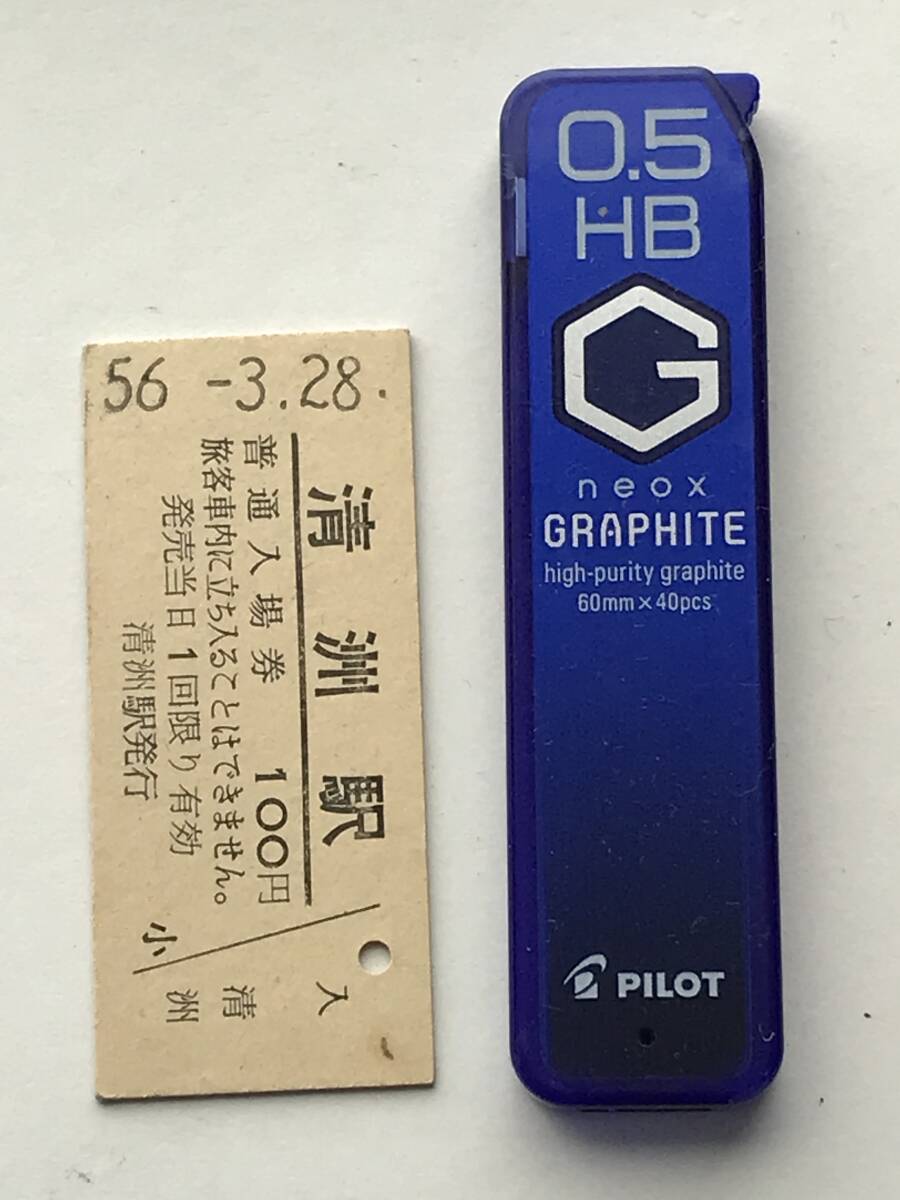 56 -3.28.
清洲駅
普通入場券 100円
旅客車内に立ち入ることはできません。
発売当日1回限り有効
清洲駅発行
小
入
清
洲
0.5
HB
G
neox
GRAPHITE
high-purity graphite
60mm×40pcs
PILOT